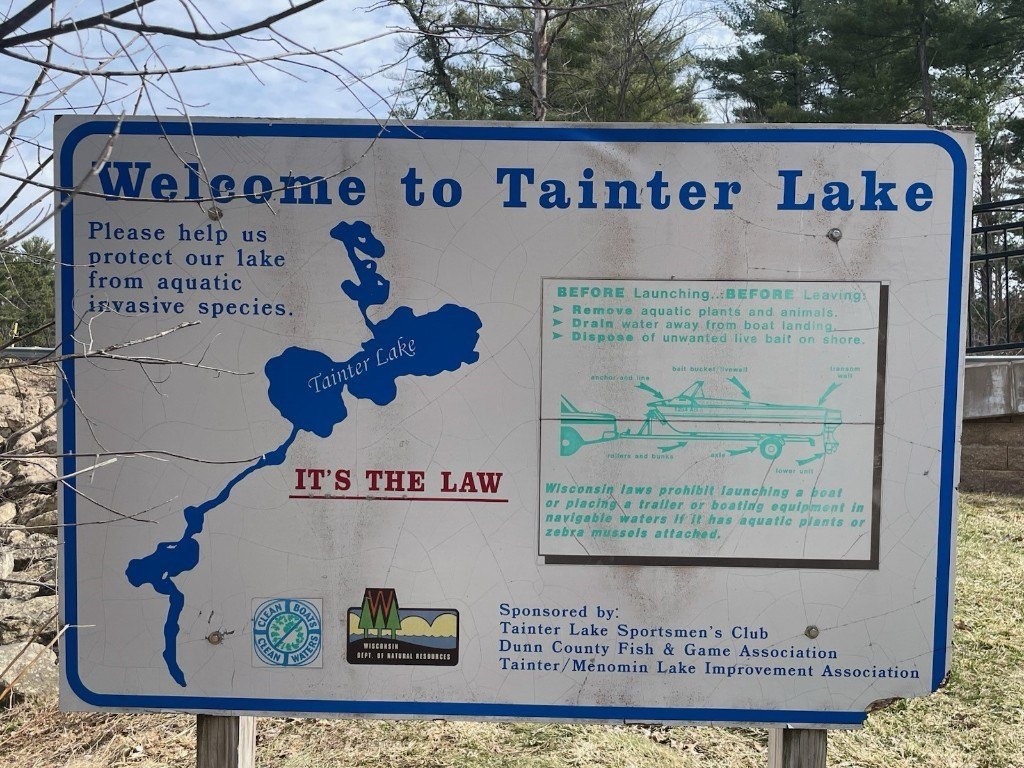 Welcome to Tainter Lake
Please help us
protect our lake
from aquatic
invasive species.
Tainter Lake
IT'S THE LAW
BEFORE Launching...BEFORE Leaving:
➤ Remove aquatic plants and animals.
➤ Drain water away from boat landing.
➤ Dispose of unwanted live bait on shore.
anchor and line
bait bucket/livewell
transom well
rollers and bunks
axle
lower unit
Wisconsin laws prohibit launching a boat
or placing a trailer or boating equipment in
navigable waters if it has aquatic plants or
zebra mussels attached.
CLEAN BOATS
CLEAN WATERS
W
WISCONSIN
DEPT. OF NATURAL RESOURCES
Sponsored by:
Tainter Lake Sportsmen's Club
Dunn County Fish & Game Association
Tainter/Menomin Lake Improvement Association